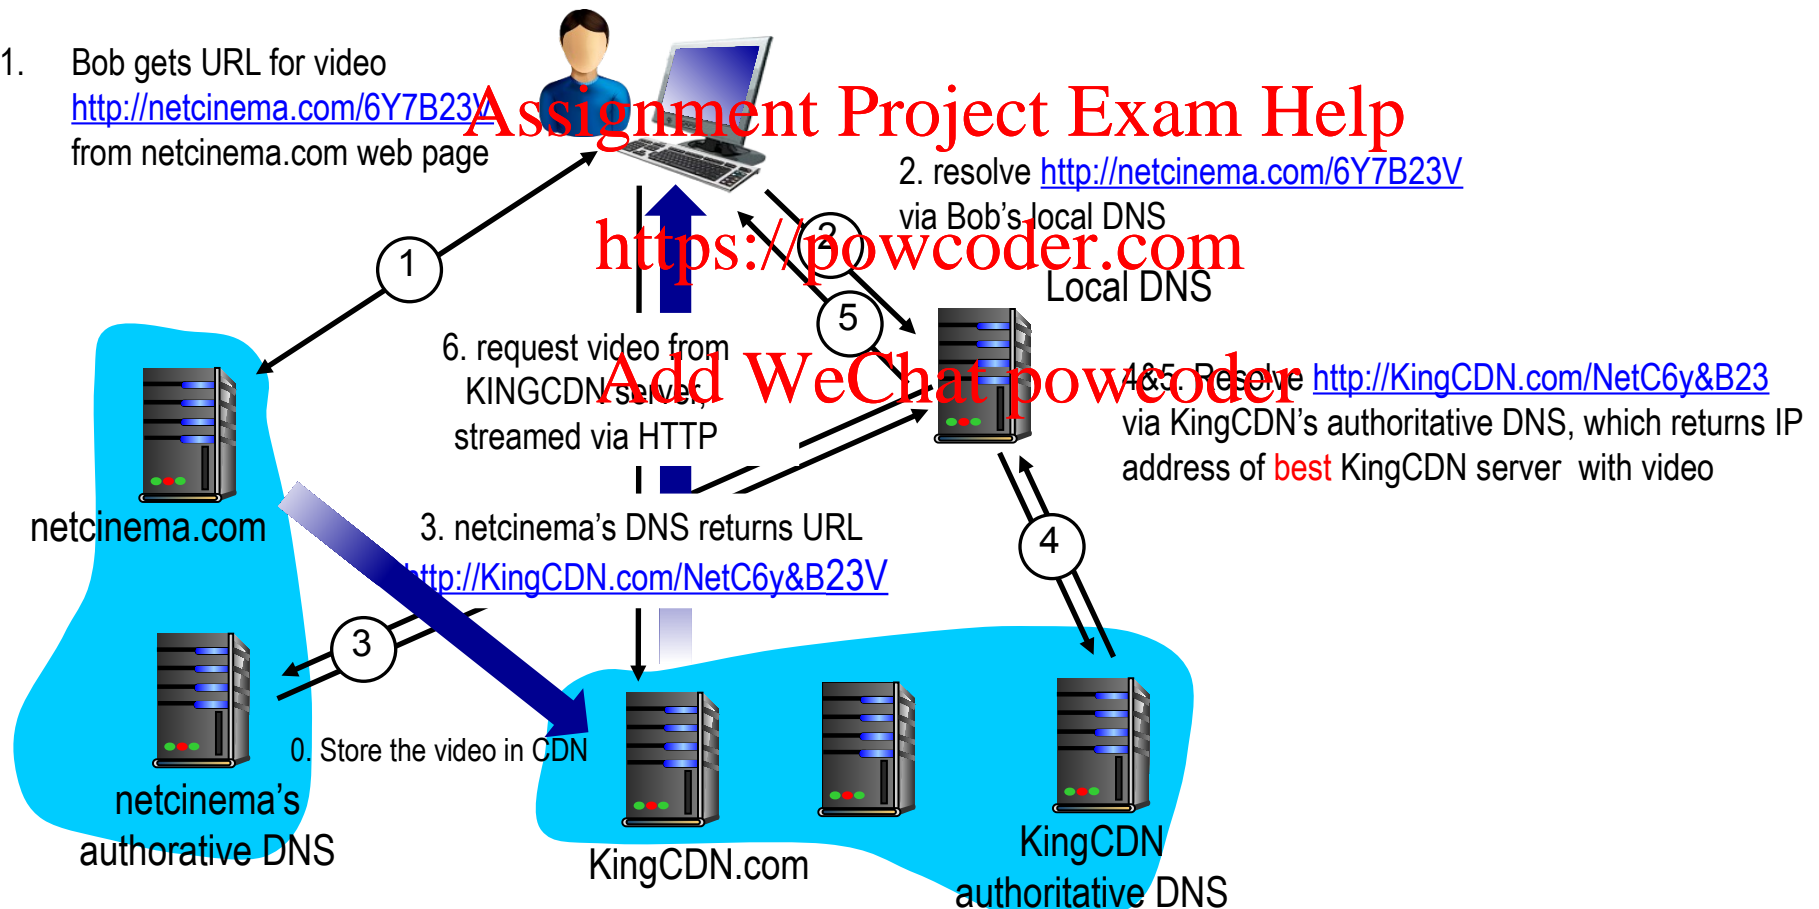 1. Bob gets URL for video
http://netcinema.com/6Y7B23V
from netcinema.com web page
Assignment Project Exam Help
2. resolve http://netcinema.com/6Y7B23V
via Bob's local DNS
https://powcoder.com
1
2
5
Local DNS
6. request video from
KINGCDN server,
streamed via HTTP
Add WeChat powcoder
4&5. Resolve http://KingCDN.com/NetC6y&B23
via KingCDN's authoritative DNS, which returns IP
address of best KingCDN server with video
netcinema.com
3. netcinema's DNS returns URL
http://KingCDN.com/NetC6y&B23V
4
3
0. Store the video in CDN
netcinema's
authorative DNS
KingCDN.com
KingCDN
authoritative DNS